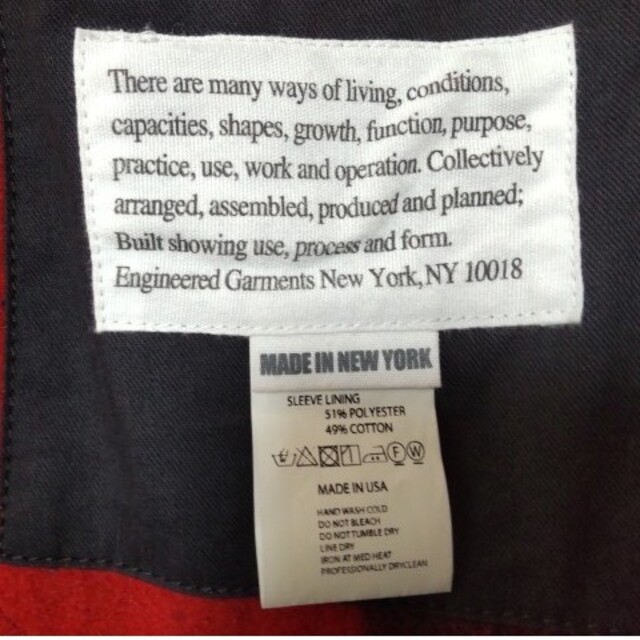 There are many ways of living, conditions,
capacities, shapes, growth, function, purpose,
practice, use, work and operation. Collectively
arranged, assembled, produced and planned;
Built showing use, process and form.
Engineered Garments New York, NY 10018
MADE IN NEW YORK
SLEEVE LINING
51% POLYESTER
49% COTTON
F W
MADE IN USA
HAND WASH COLD
DO NOT BLEACH
DO NOT TUMBLE DRY
LINE DRY
IRON AT MED HEAT
PROFESSIONALLY DRYCLEAN